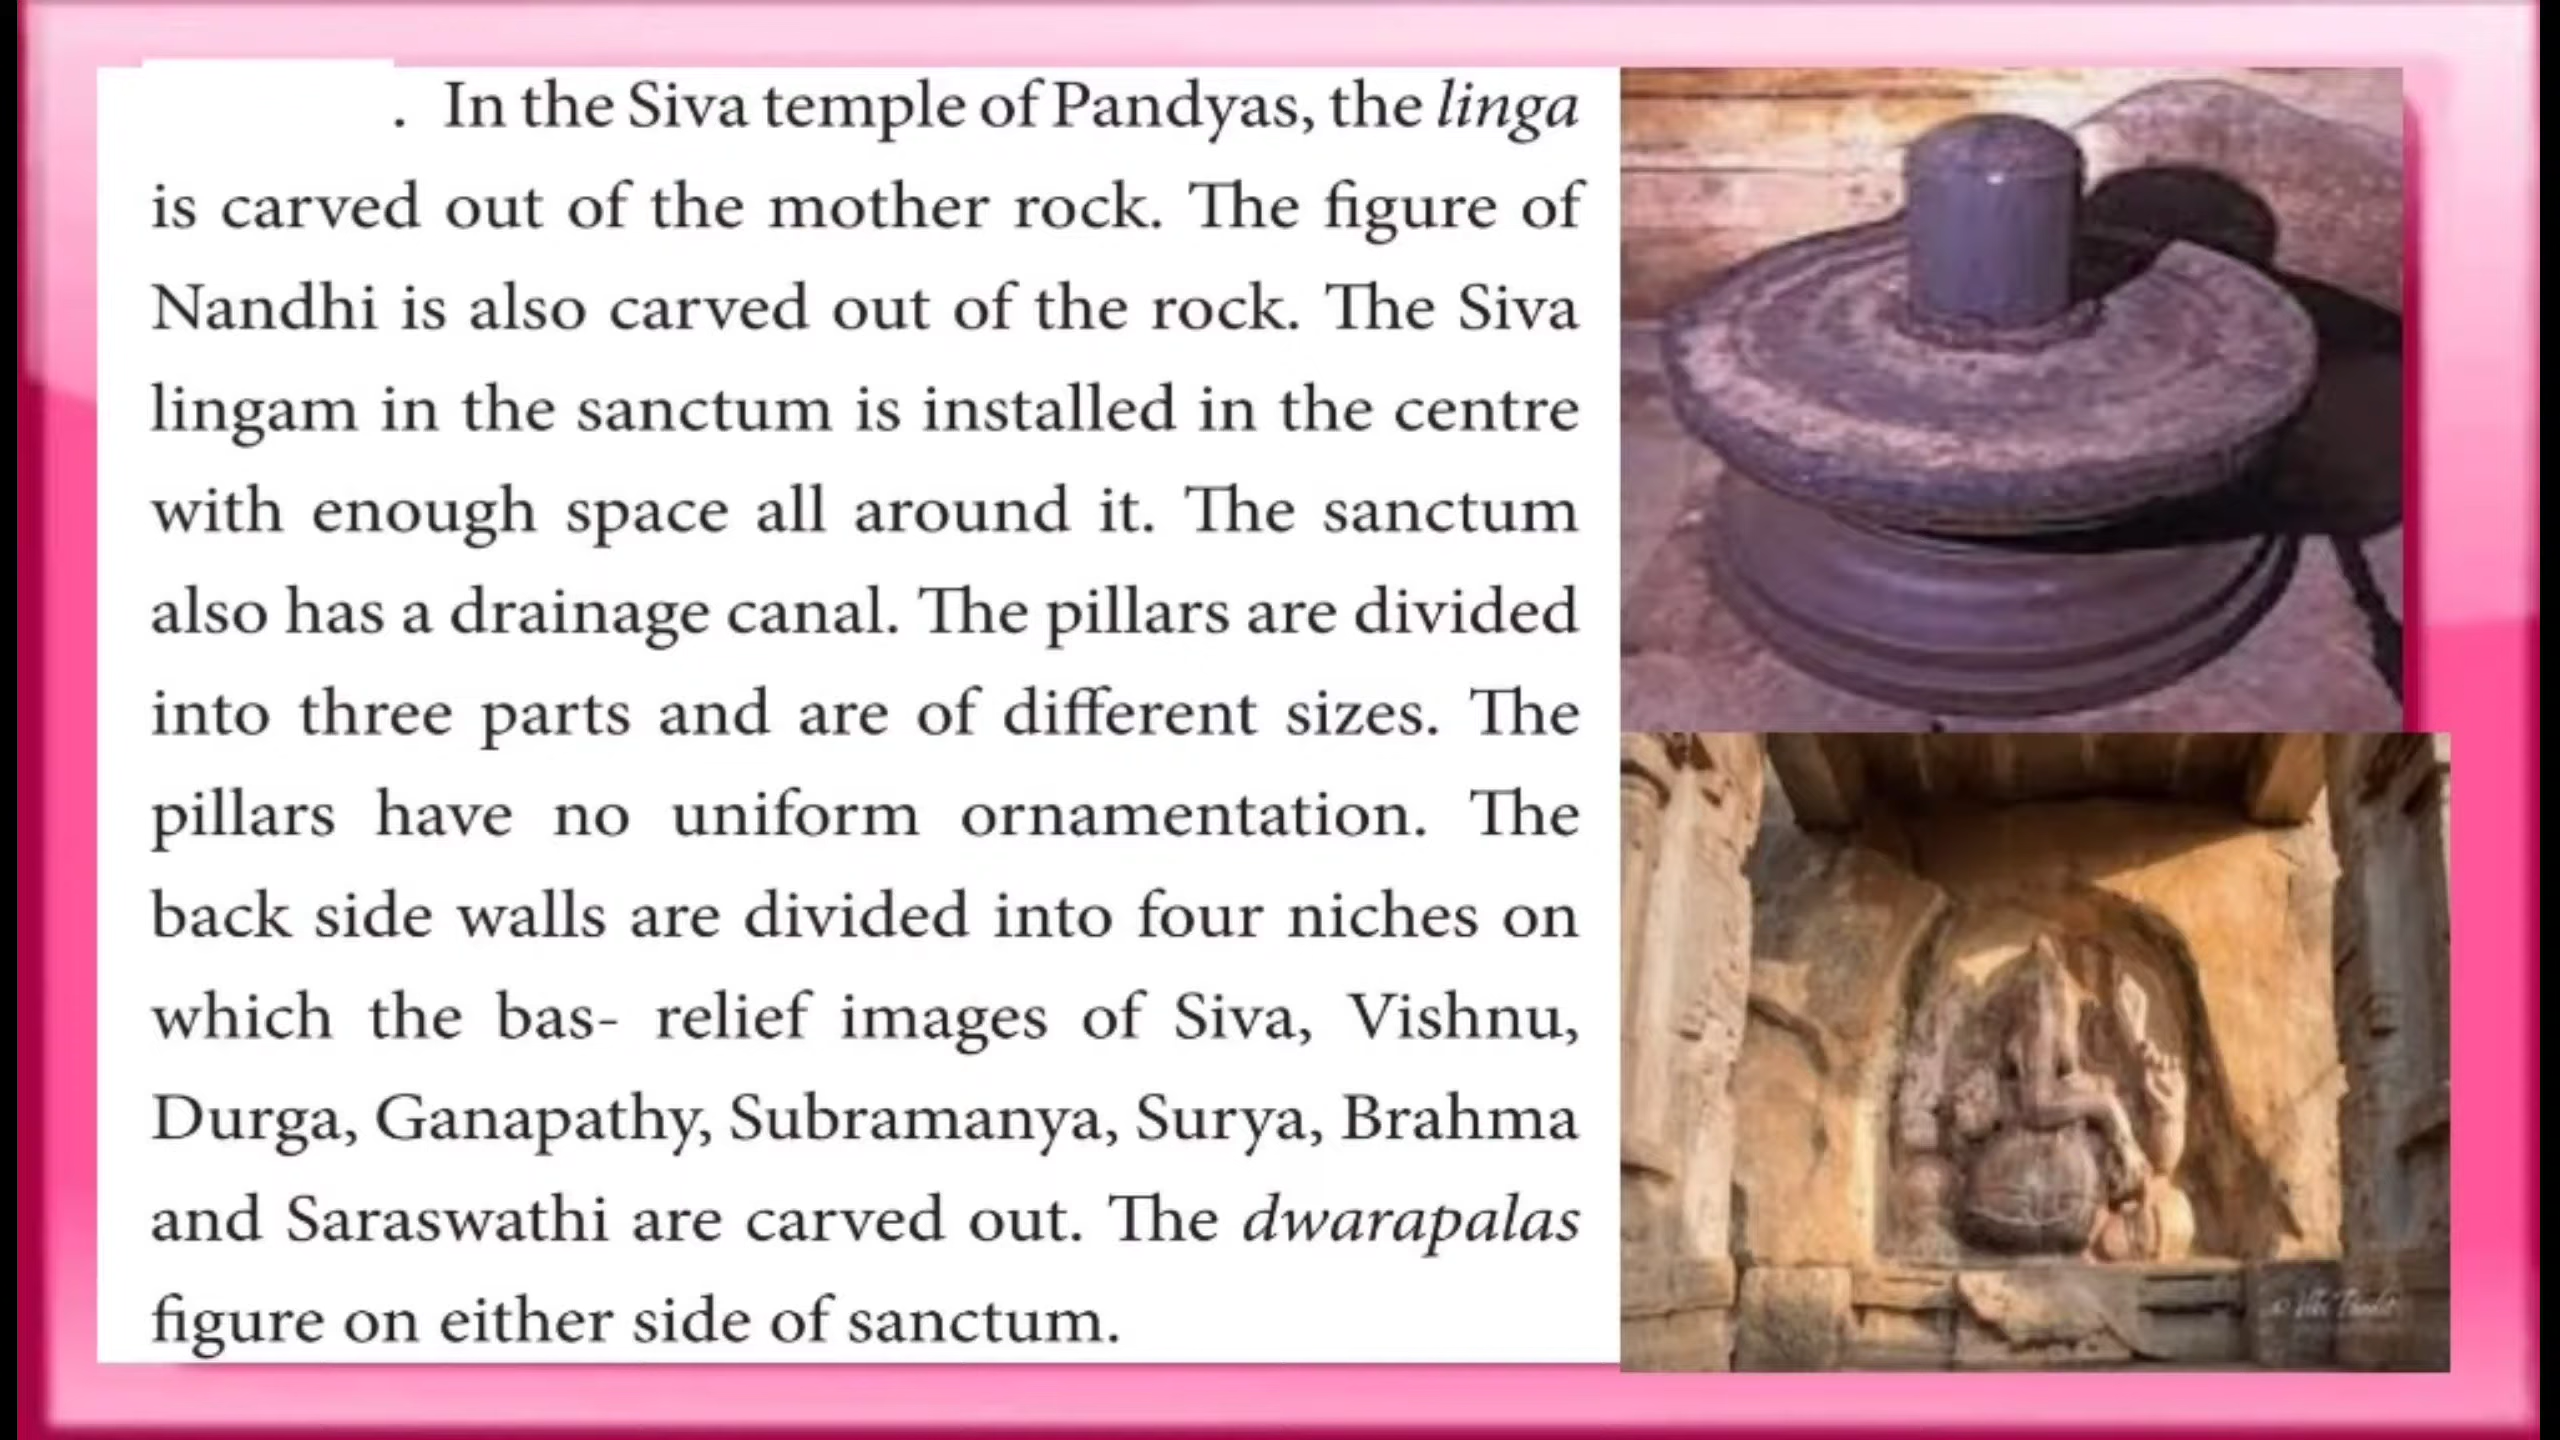 . In the Siva temple of Pandyas, the linga
is carved out of the mother rock. The figure of
Nandhi is also carved out of the rock. The Siva
lingam in the sanctum is installed in the centre
with enough space all around it. The sanctum
also has a drainage canal. The pillars are divided
into three parts and are of different sizes. The
pillars have no uniform ornamentation. The
back side walls are divided into four niches on
which the bas- relief images of Siva, Vishnu,
Durga, Ganapathy, Subramanya, Surya, Brahma
and Saraswathi are carved out. The dwarapalas
figure on either side of sanctum.